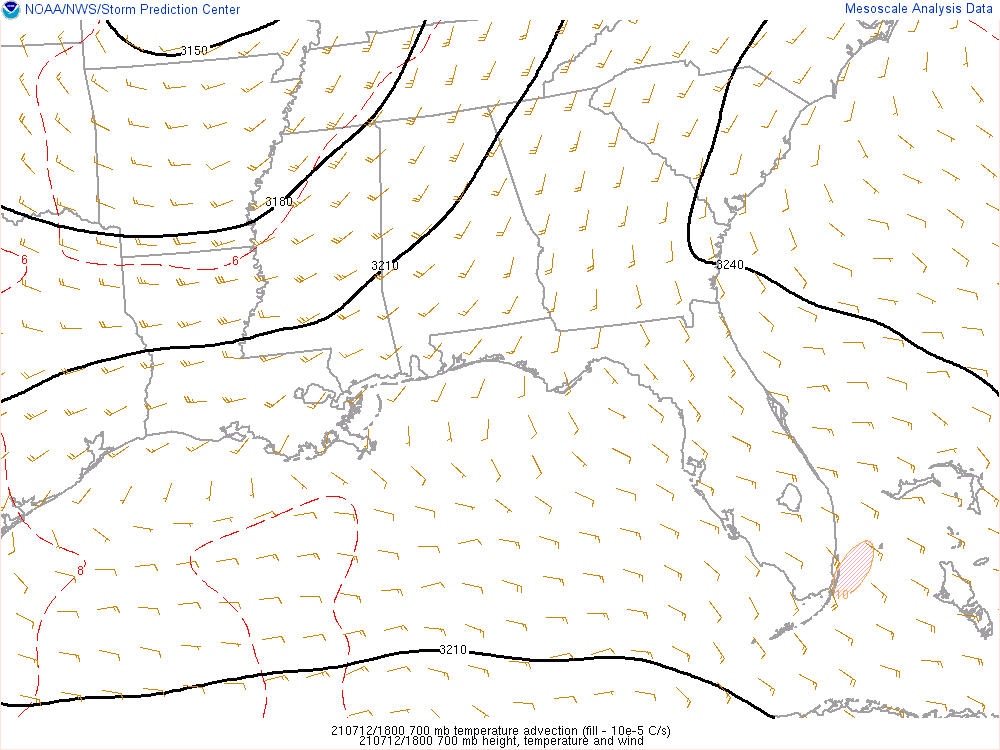 NOAA/NWS/Storm Prediction Center
Mesoscale Analysis Data
3150
3180
6
6
3210
3240
8
10
3210
210712/1800 700 mb temperature advection (fill - 10e-5 C/s)
210712/1800 700 mb height, temperature and wind